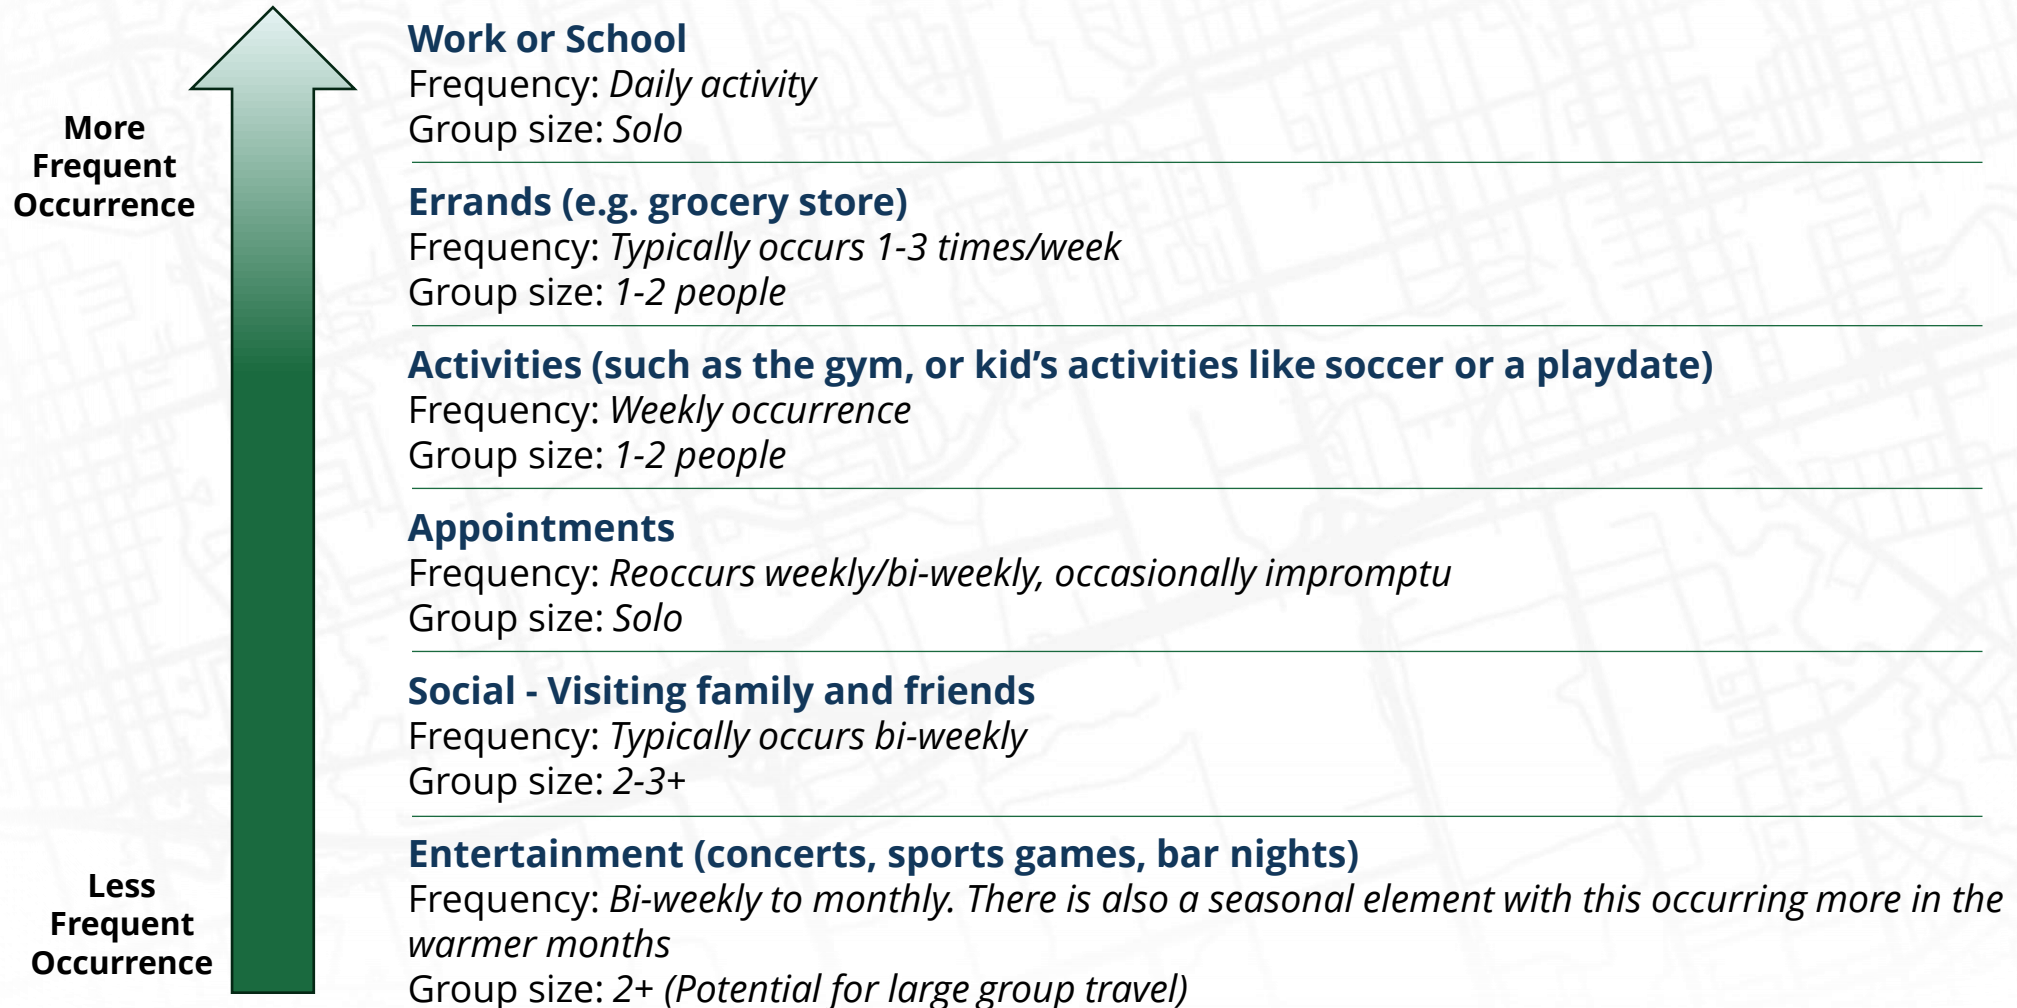 More
Frequent
Occurrence
Work or School
Frequency: Daily activity
Group size: Solo
Errands (e.g. grocery store)
Frequency: Typically occurs 1-3 times/week
Group size: 1-2 people
Activities (such as the gym, or kid’s activities like soccer or a playdate)
Frequency: Weekly occurrence
Group size: 1-2 people
Appointments
Frequency: Reoccurs weekly/bi-weekly, occasionally impromptu
Group size: Solo
Social - Visiting family and friends
Frequency: Typically occurs bi-weekly
Group size: 2-3+
Less
Frequent
Occurrence
Entertainment (concerts, sports games, bar nights)
Frequency: Bi-weekly to monthly. There is also a seasonal element with this occurring more in the
warmer months
Group size: 2+ (Potential for large group travel)